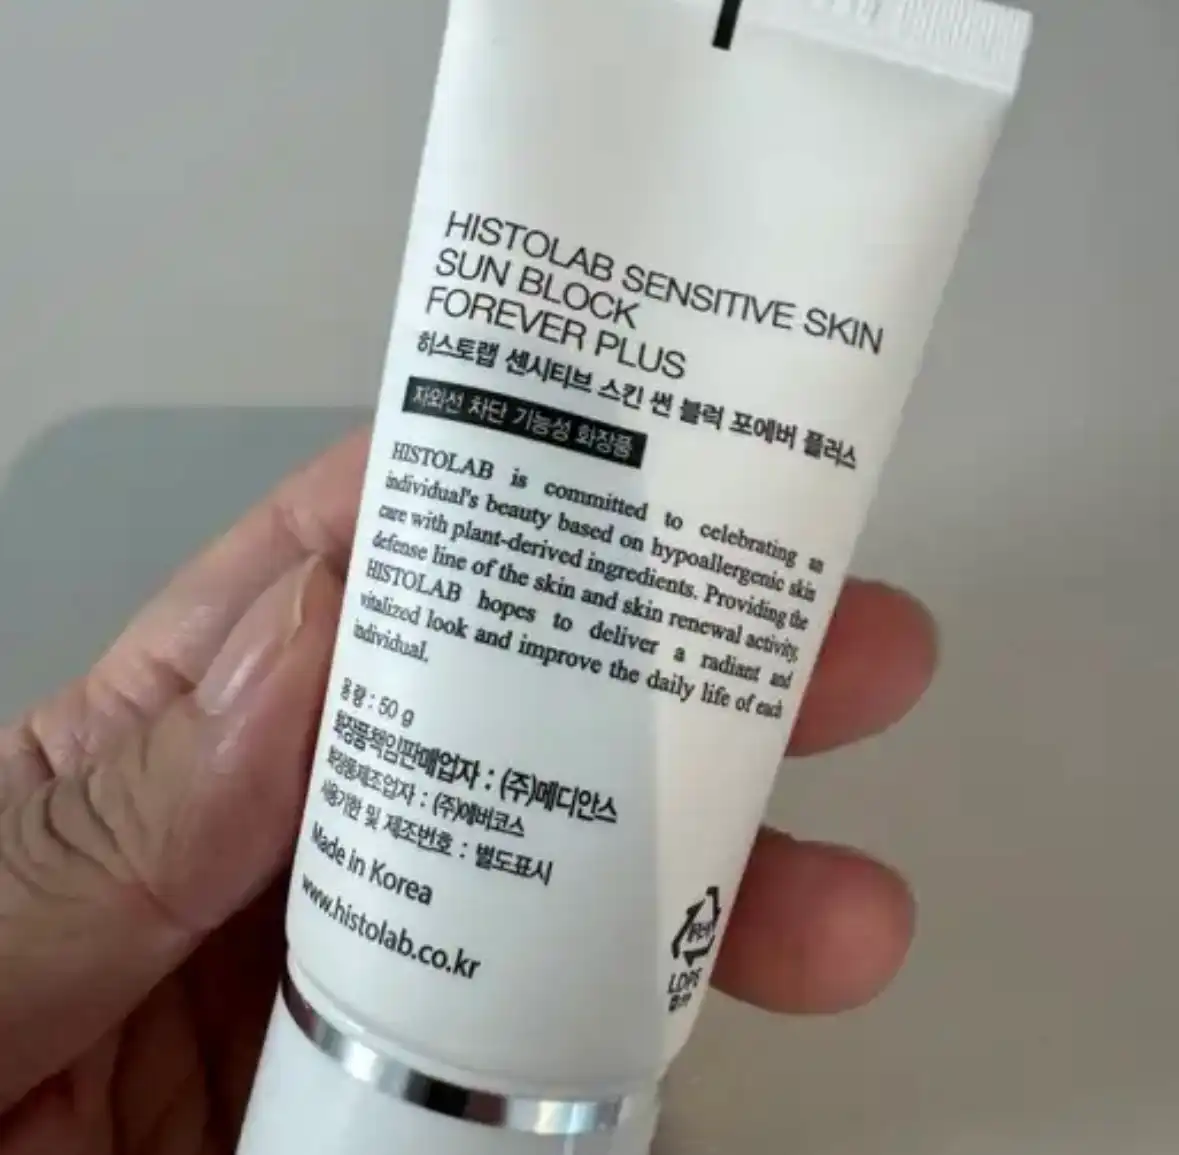 HISTOLAB SENSITIVE SKIN
SUN BLOCK
FOREVER PLUS
히스토랩 센시티브 스킨 썬 블럭 포에버 플러스
자외선 차단 기능성 화장품
HISTOLAB is committed to celebrating an
individual's beauty based on hypoallergenic skin
care with plant-derived ingredients. Providing the
defense line of the skin and skin renewal activity,
HISTOLAB hopes to deliver a radiant and
vitalized look and improve the daily life of each
individual.
용량 : 50 g
화장품책임판매업자 : (주)메디안스
화장품제조업자 : (주)에버코스
사용기한 및 제조번호 : 별도표시
Made in Korea
www.histolab.co.kr
LDPE